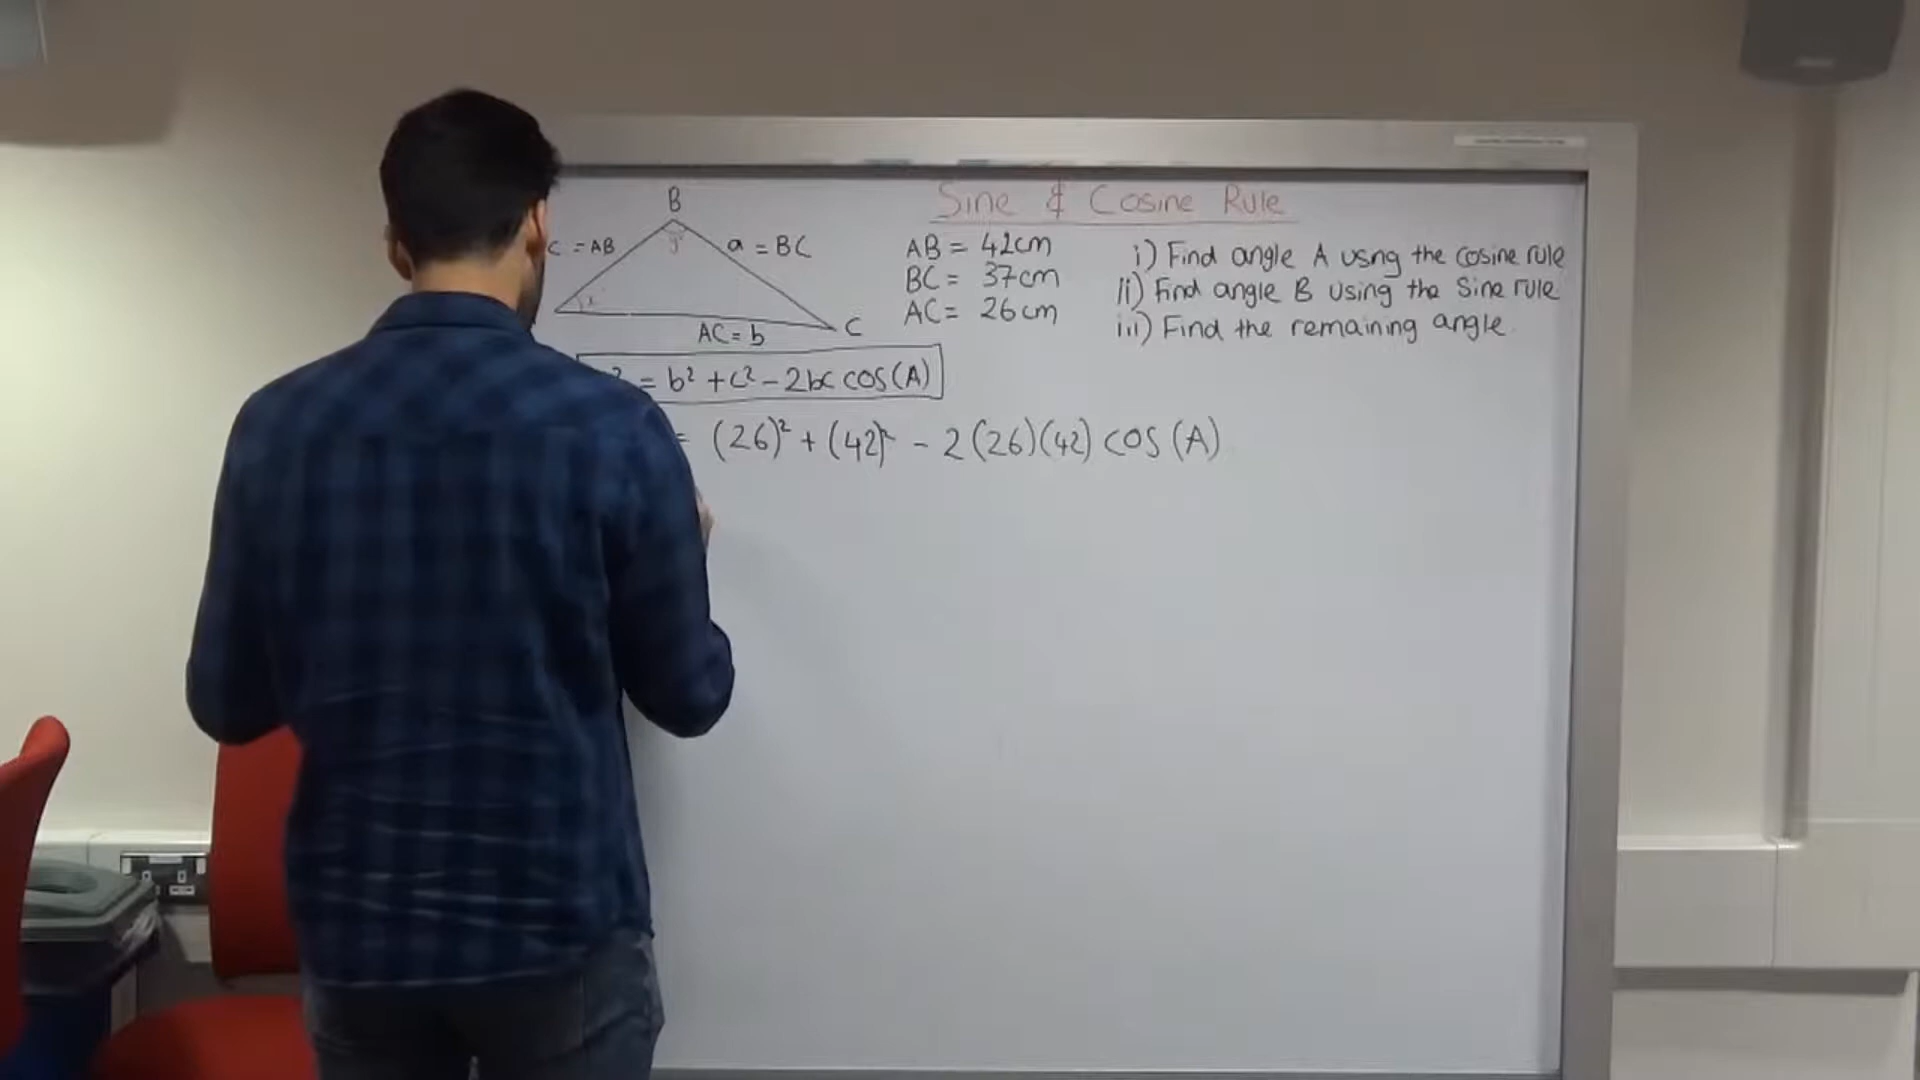 Sine & Cosine Rule
B
c = AB
a = BC
x
y
AC = b
C
AB = 42cm
BC = 37cm
AC = 26cm
i) Find angle A usng the cosine rule
ii) Find angle B using the Sine rule
iii) Find the remaining angle.
² = b² + c² - 2bc cos(A)
= (26)² + (42)² - 2(26)(42) cos(A)